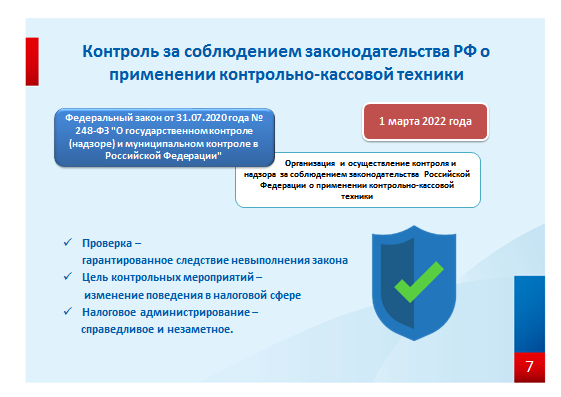 Контроль за соблюдением законодательства РФ о
применении контрольно-кассовой техники
Федеральный закон от 31.07.2020 года №
248-ФЗ "О государственном контроле
(надзоре) и муниципальном контроле в
Российской Федерации"
1 марта 2022 года
Организация и осуществление контроля и
надзора за соблюдением законодательства Российской
Федерации о применении контрольно-кассовой
техники
✓ Проверка –
гарантированное следствие невыполнения закона
✓ Цель контрольных мероприятий –
изменение поведения в налоговой сфере
✓ Налоговое администрирование –
справедливое и незаметное.
7